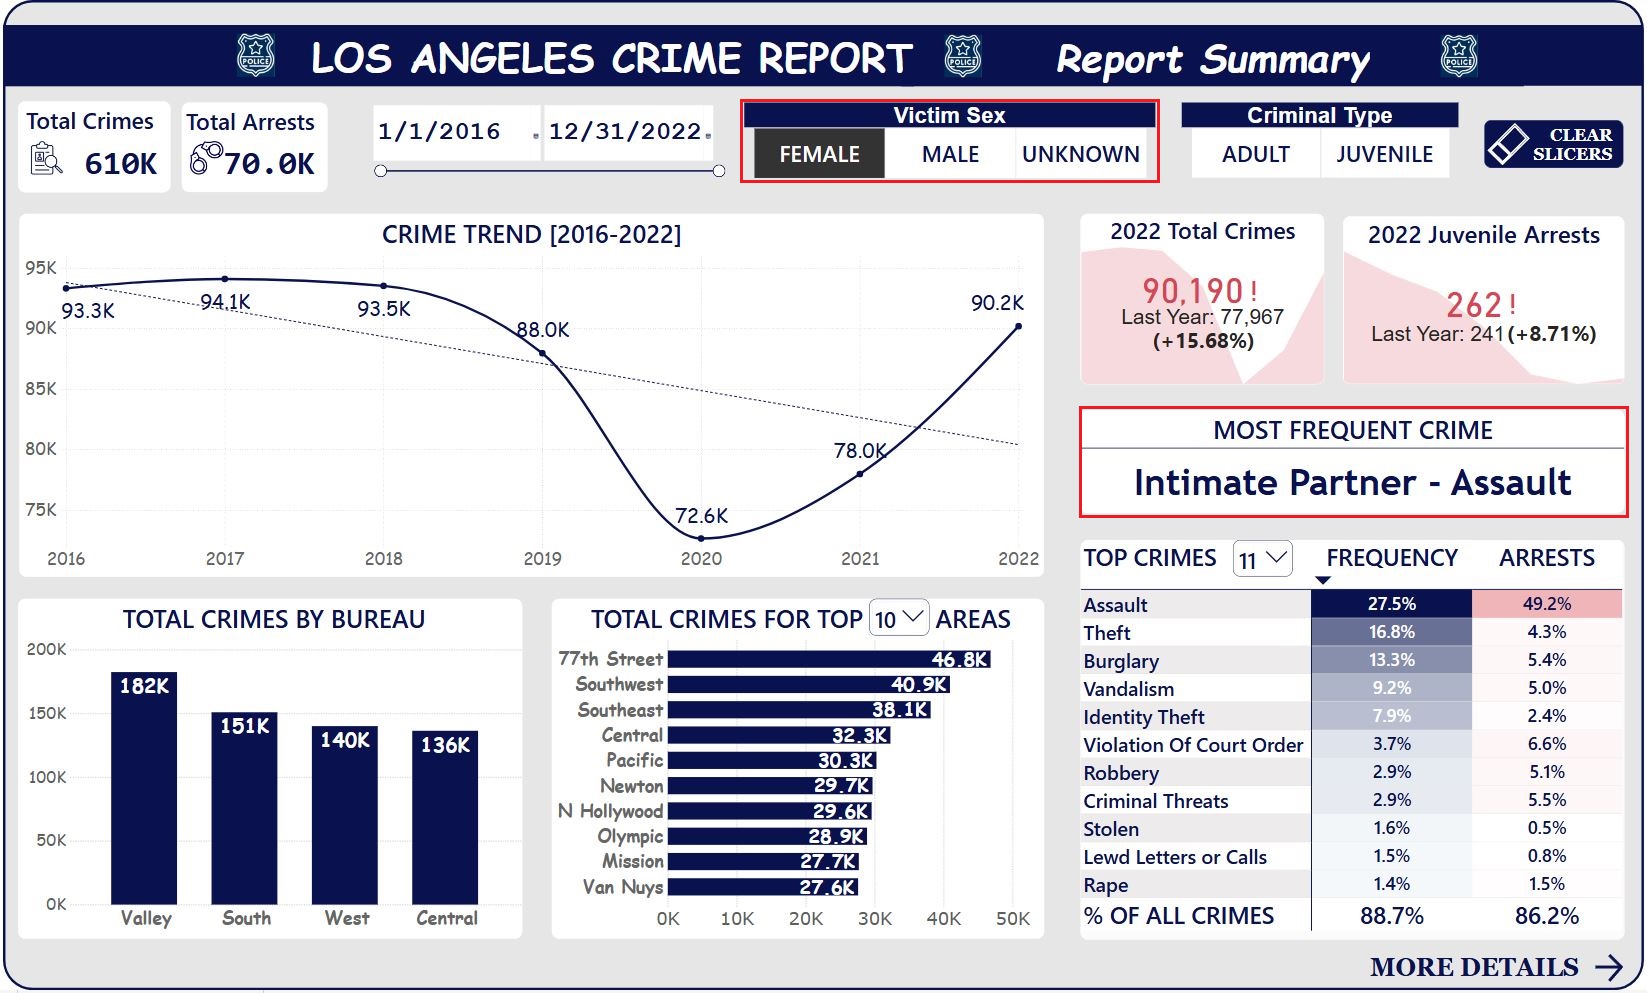 LOS ANGELES CRIME REPORT
Report Summary
POLICE
POLICE
POLICE
Total Crimes
610K
Total Arrests
70.0K
1/1/2016
12/31/2022
Victim Sex
FEMALE
MALE
UNKNOWN
Criminal Type
ADULT
JUVENILE
CLEAR
SLICERS
CRIME TREND [2016-2022]
95K
90K
85K
80K
75K
93.3K
94.1K
93.5K
88.0K
72.6K
78.0K
90.2K
2016
2017
2018
2019
2020
2021
2022
2022 Total Crimes
90,190!
Last Year: 77,967
(+15.68%)
2022 Juvenile Arrests
262!
Last Year: 241 (+8.71%)
MOST FREQUENT CRIME
Intimate Partner - Assault
TOTAL CRIMES BY BUREAU
200K
150K
100K
50K
0K
182K
151K
140K
136K
Valley
South
West
Central
TOTAL CRIMES FOR TOP 10 AREAS
77th Street 46.8K
Southwest 40.9K
Southeast 38.1K
Central 32.3K
Pacific 30.3K
Newton 29.7K
N Hollywood 29.6K
Olympic 28.9K
Mission 27.7K
Van Nuys 27.6K
0K 10K 20K 30K 40K 50K
TOP CRIMES 11 FREQUENCY ARRESTS
Assault 27.5% 49.2%
Theft 16.8% 4.3%
Burglary 13.3% 5.4%
Vandalism 9.2% 5.0%
Identity Theft 7.9% 2.4%
Violation Of Court Order 3.7% 6.6%
Robbery 2.9% 5.1%
Criminal Threats 2.9% 5.5%
Stolen 1.6% 0.5%
Lewd Letters or Calls 1.5% 0.8%
Rape 1.4% 1.5%
% OF ALL CRIMES 88.7% 86.2%
MORE DETAILS